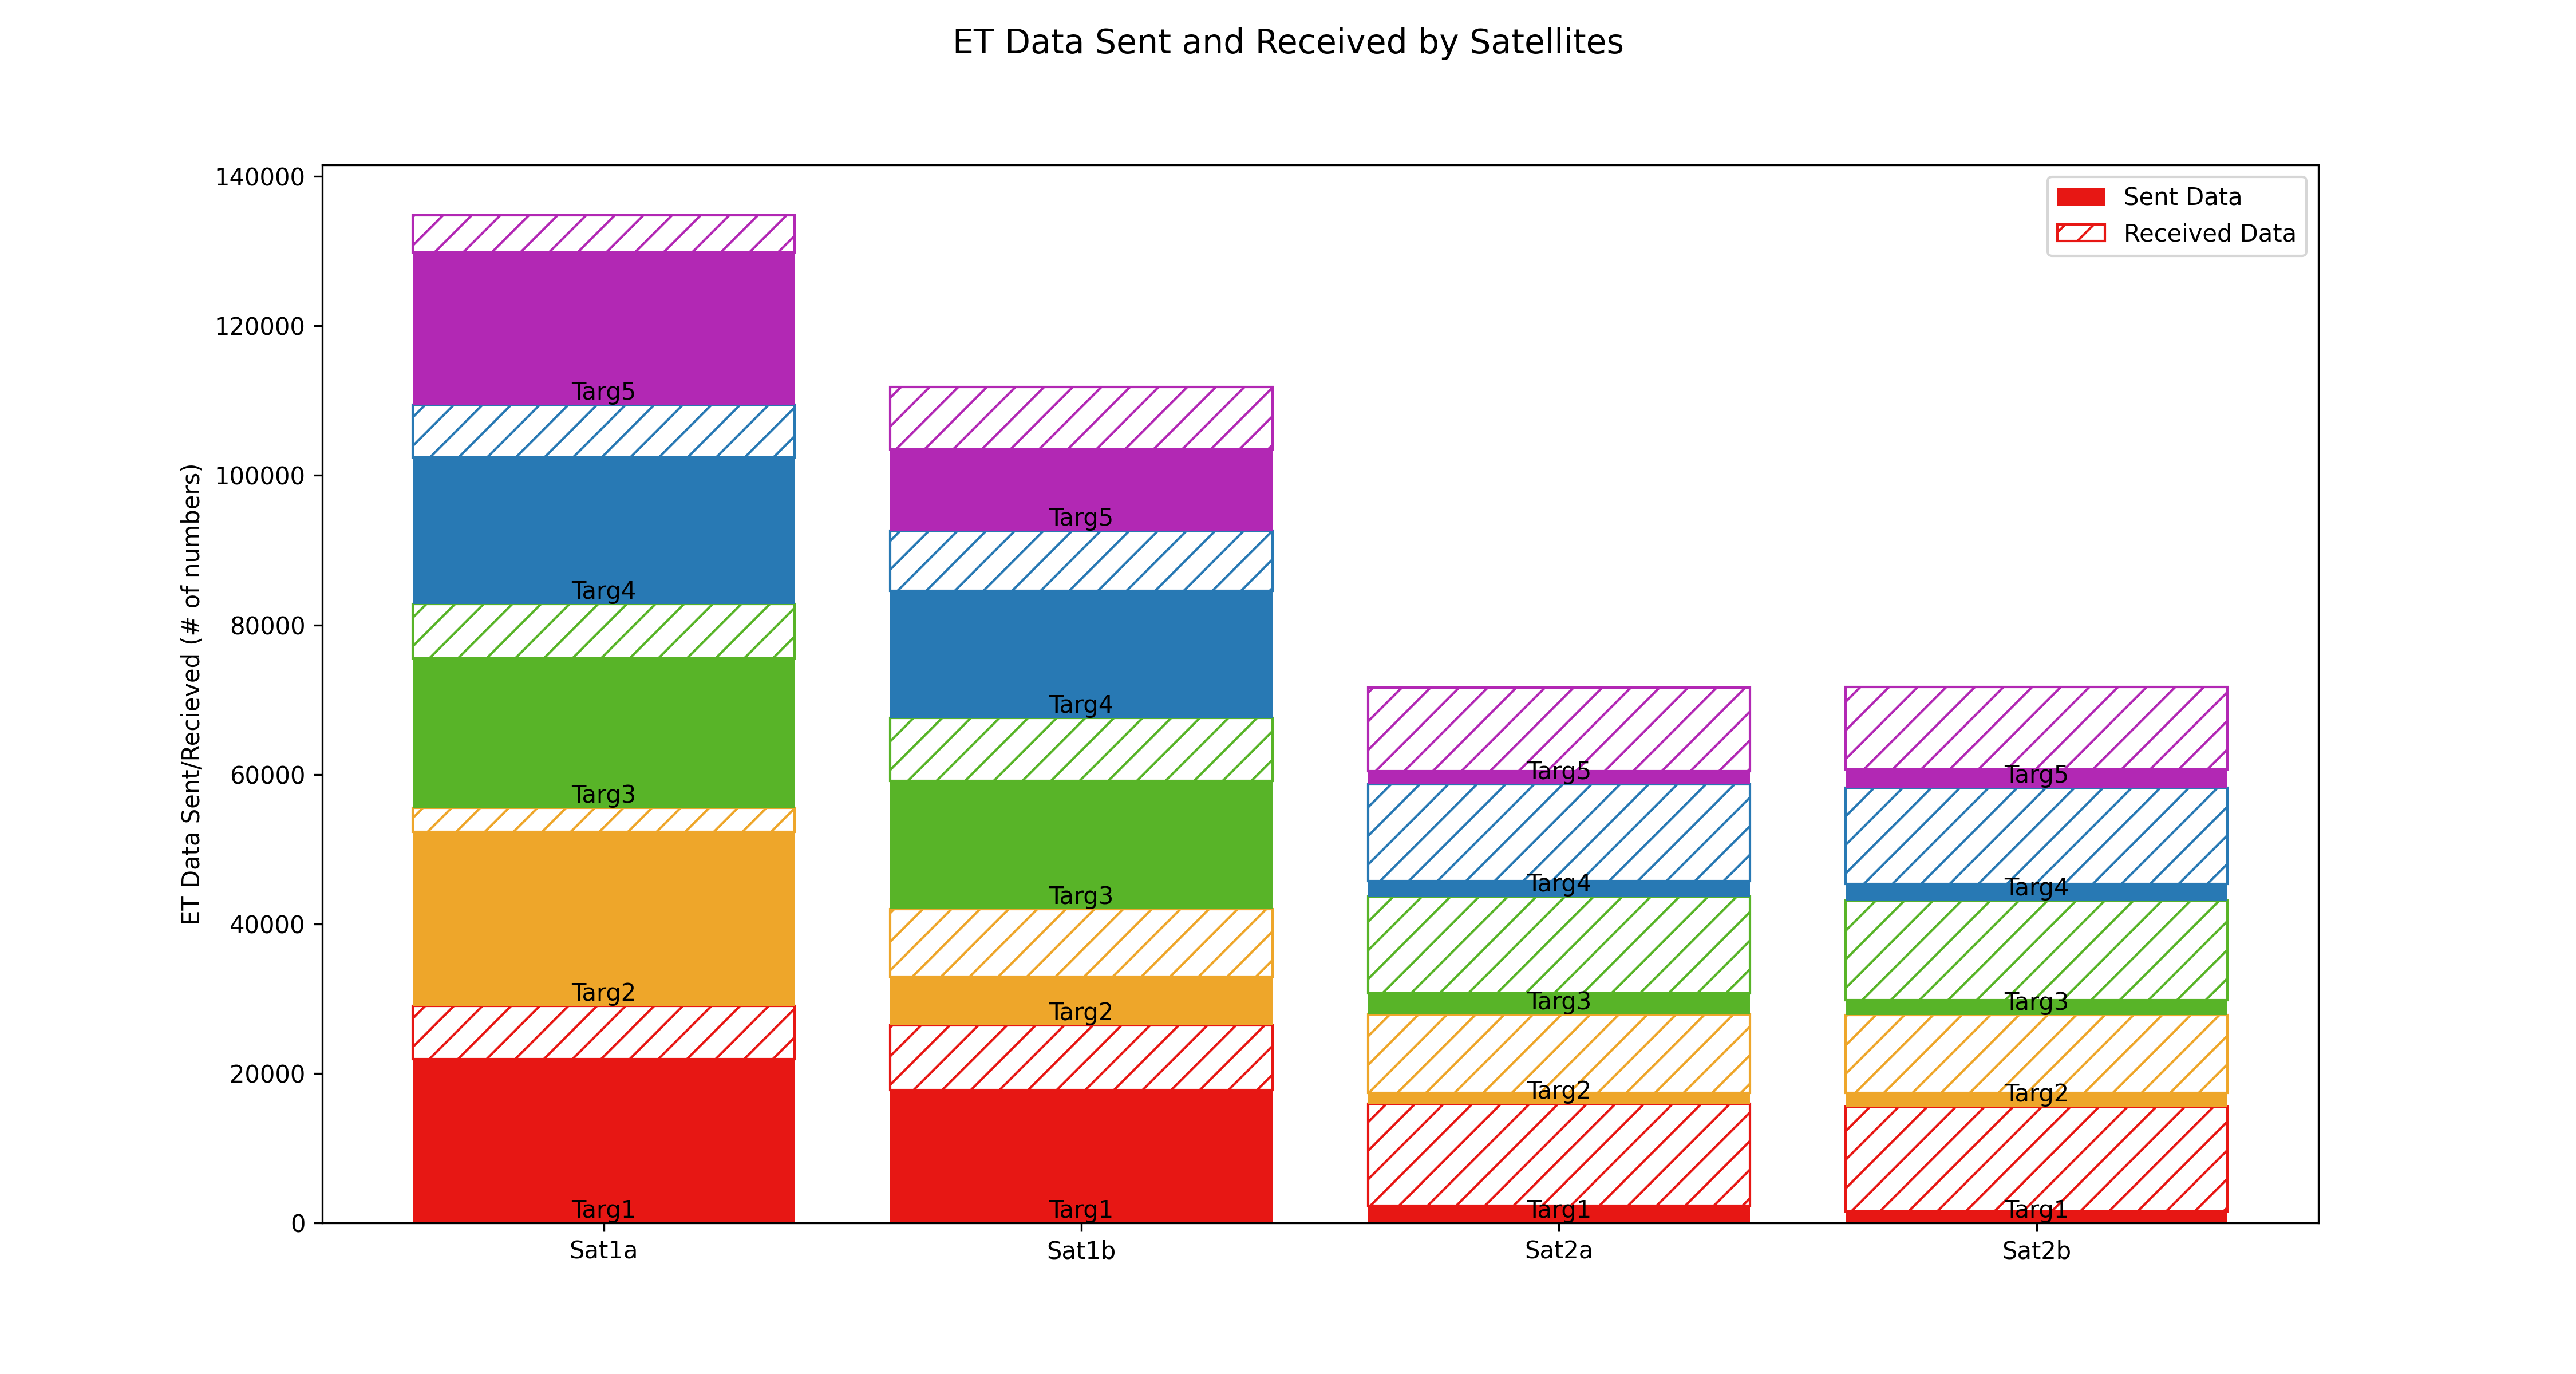 ET Data Sent and Received by Satellites
Sent Data
Received Data
ET Data Sent/Recieved (# of numbers)
140000
120000
100000
80000
60000
40000
20000
0
Targ5
Targ4
Targ3
Targ2
Targ1
Targ5
Targ4
Targ3
Targ2
Targ1
Targ5
Targ4
Targ3
Targ2
Targ1
Targ5
Targ4
Targ3
Targ2
Targ1
Sat1a
Sat1b
Sat2a
Sat2b